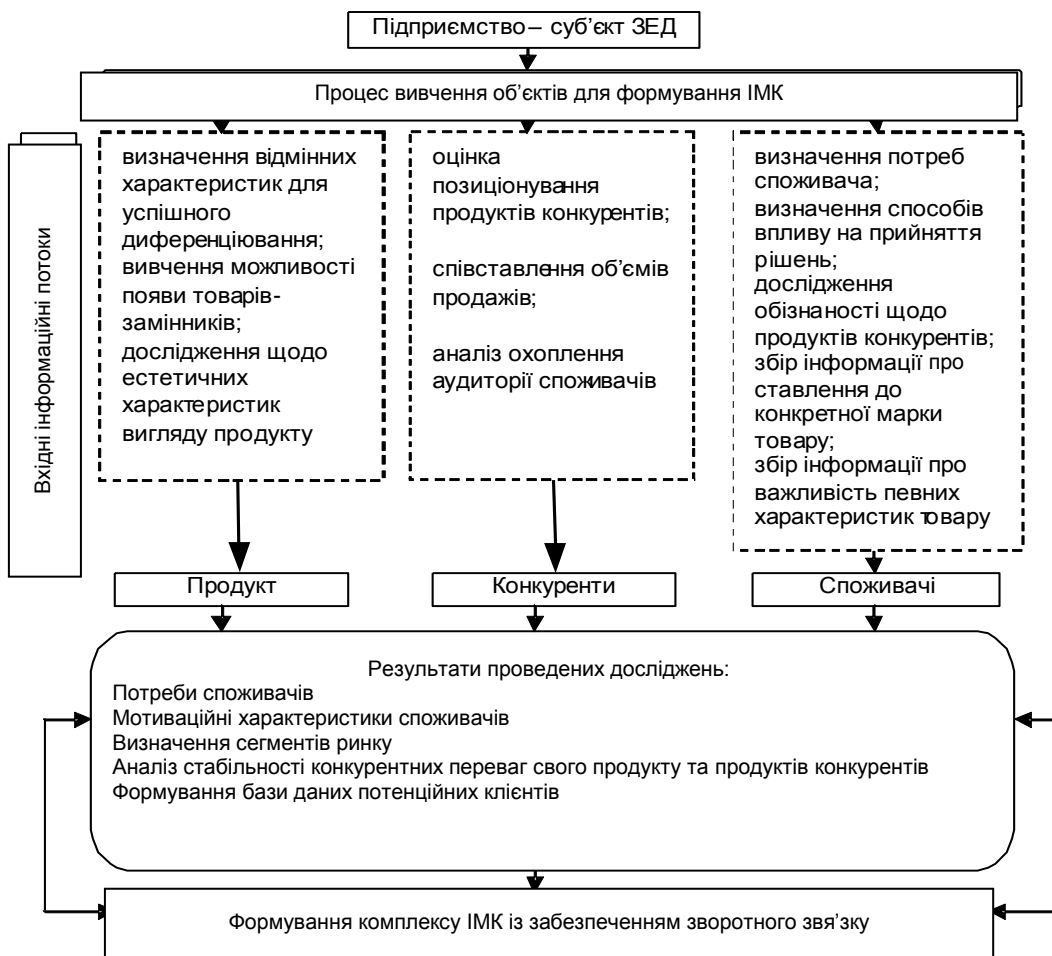 Підприємство – суб’єкт ЗЕД
Процес вивчення об’єктів для формування ІМК
Вхідні інформаційні потоки
визначення відмінних
характеристик для
успішного
диференціювання;
вивчення можливості
появи товарів-
замінників;
дослідження щодо
естетичних
характеристик
вигляду продукту
оцінка
позиціонування
продуктів конкурентів;
співставлення об’ємів
продажів;
аналіз охоплення
аудиторії споживачів
визначення потреб
споживача;
визначення способів
впливу на прийняття
рішень;
дослідження
обізнаності щодо
продуктів конкурентів;
збір інформації про
ставлення до
конкретної марки
товару;
збір інформації про
важливість певних
характеристик товару
Продукт
Конкуренти
Споживачі
Результати проведених досліджень:
Потреби споживачів
Мотиваційні характеристики споживачів
Визначення сегментів ринку
Аналіз стабільності конкурентних переваг свого продукту та продуктів конкурентів
Формування бази даних потенційних клієнтів
Формування комплексу ІМК із забезпеченням зворотного звя’зку